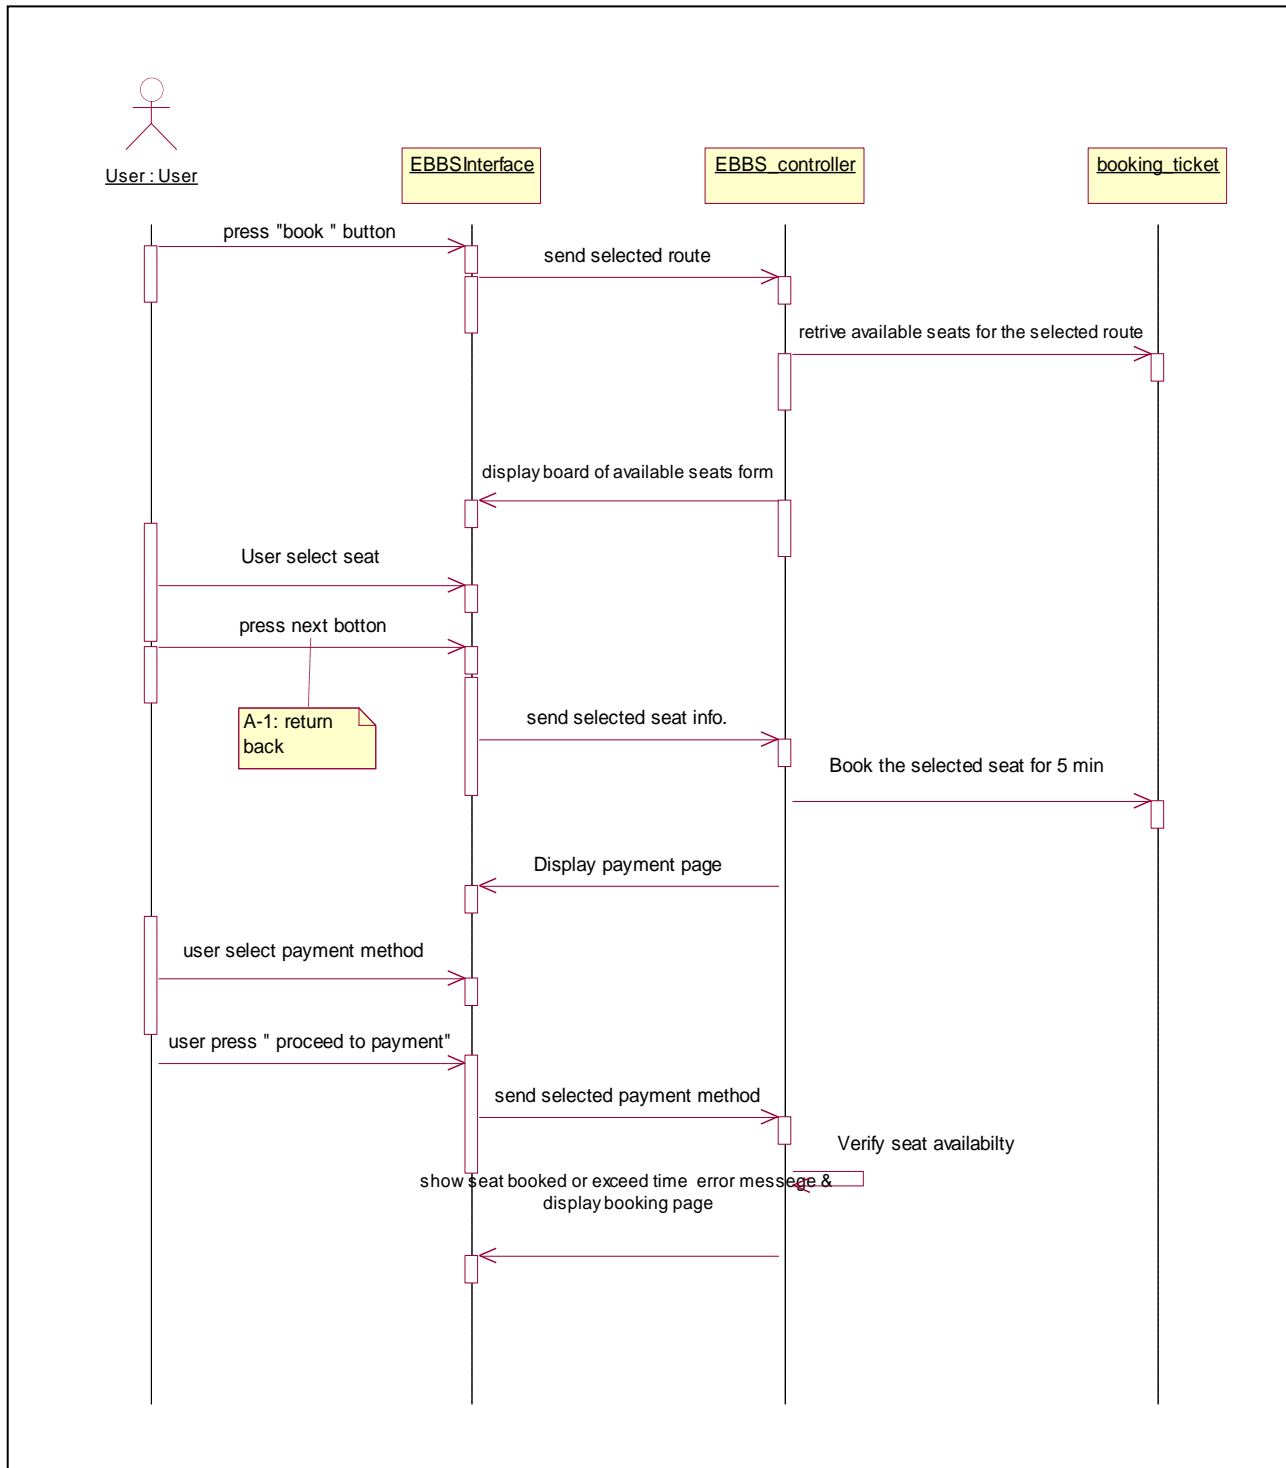 User : User
EBBSInterface
EBBS_controller
booking_ticket
press "book " button
send selected route
retrive available seats for the selected route
display board of available seats form
User select seat
press next botton
A-1: return
back
send selected seat info.
Book the selected seat for 5 min
Display payment page
user select payment method
user press " proceed to payment"
send selected payment method
Verify seat availabilty
show seat booked or exceed time  error messege &
display booking page